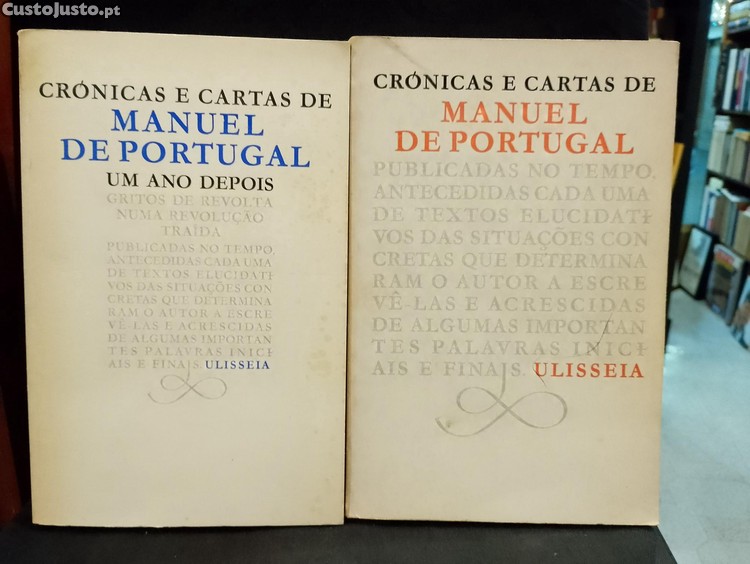 CustoJusto.pt
CRÓNICAS E CARTAS DE
MANUEL
DE PORTUGAL
UM ANO DEPOIS
GRITOS DE REVOLTA
NUMA REVOLUÇÃO
TRAÍDA
PUBLICADAS NO TEMPO,
ANTECEDIDAS CADA UMA
DE TEXTOS ELUCIDATI
VOS DAS SITUAÇÕES CON
CRETAS QUE DETERMINA
RAM O AUTOR A ESCRE
VÊ-LAS E ACRESCIDAS
DE ALGUMAS IMPORTAN
TES PALAVRAS INICI
AIS E FINAIS. ULISSEIA
CRÓNICAS E CARTAS DE
MANUEL
DE PORTUGAL
PUBLICADAS NO TEMPO,
ANTECEDIDAS CADA UMA
DE TEXTOS ELUCIDATI
VOS DAS SITUAÇÕES CON
CRETAS QUE DETERMINA
RAM O AUTOR A ESCRE
VÊ-LAS E ACRESCIDAS
DE ALGUMAS IMPORTAN
TES PALAVRAS INICI
AIS E FINAIS. ULISSEIA